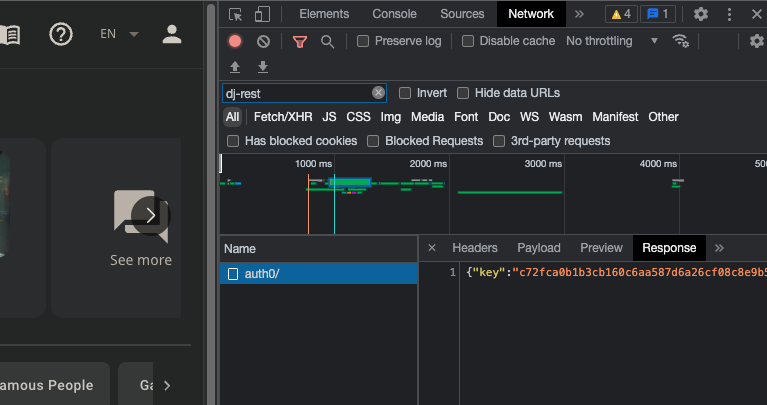 EN
See more
amous People
Ga
Elements Console Sources Network » 4 1
Preserve log Disable cache No throttling
dj-rest Invert Hide data URLs
All Fetch/XHR JS CSS Img Media Font Doc WS Wasm Manifest Other
Has blocked cookies Blocked Requests 3rd-party requests
1000 ms 2000 ms 3000 ms 4000 ms 50
Name × Headers Payload Preview Response »
auth0/ 1 {"key":"c72fca0b1b3cb160c6aa587d6a26cf08c8e9b5